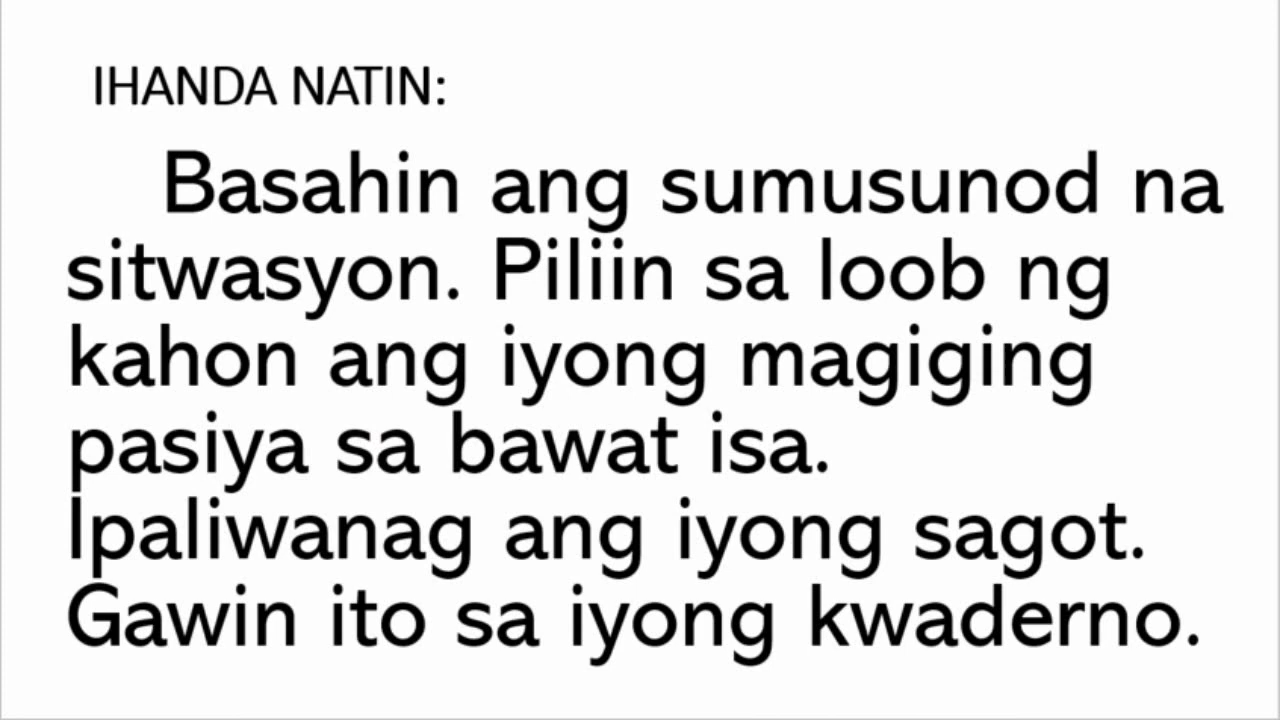 IHANDA NATIN:
Basahin ang sumusunod na
sitwasyon. Piliin sa loob ng
kahon ang iyong magiging
pasiya sa bawat isa.
Ipaliwanag ang iyong sagot.
Gawin ito sa iyong kwaderno.